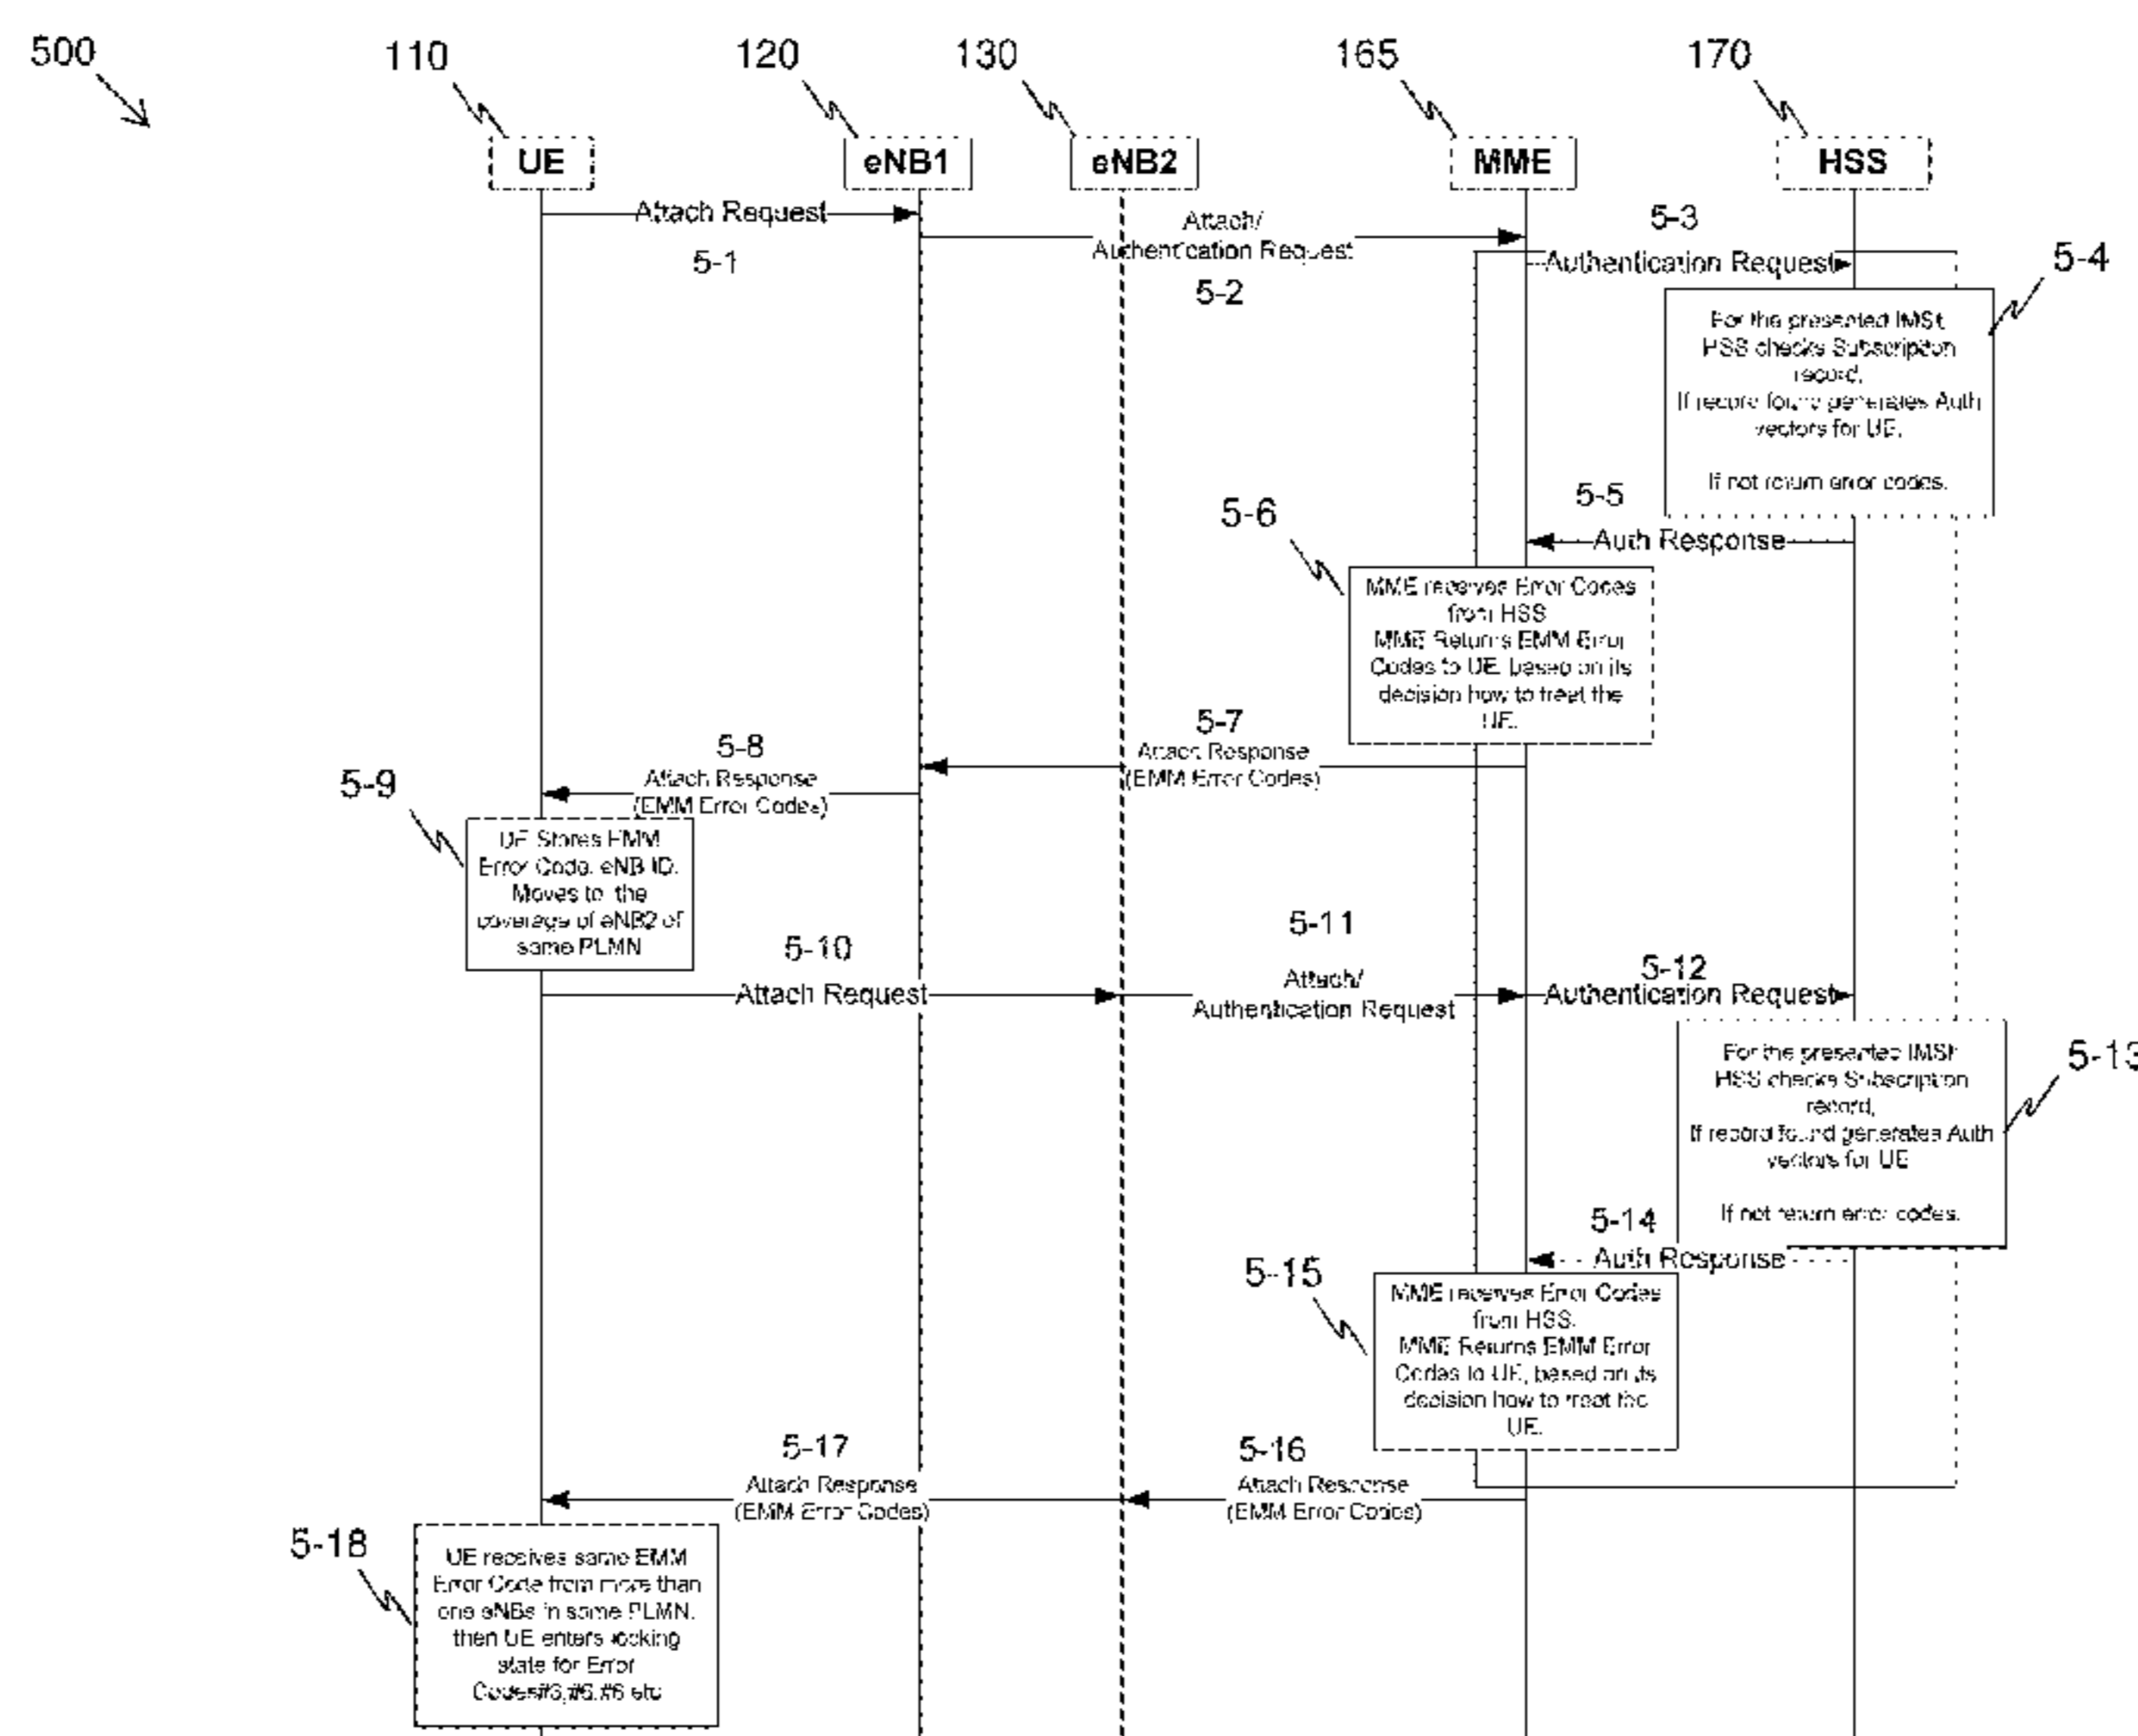 500
110
120
130
165
170
UE
eNB1
eNB2
MME
HSS
Attach Request
5-1
Attach/
Authentication Request
5-2
5-3
Authentication Request
5-4
For the presented IMSI,
HSS checks Subscription
record,
If record found generates Auth
vectors for UE.
If not return error codes.
5-5
Auth Response
5-6
MME receives Error Codes
from HSS
MME Returns EMM Error
Codes to UE, based on its
decision how to treat the
UE.
5-7
Attach Response
(EMM Error Codes)
5-8
Attach Response
(EMM Error Codes)
5-9
UE Stores EMM
Error Code, eNB ID.
Moves to the
coverage of eNB2 of
same PLMN
5-10
Attach Request
5-11
Attach/
Authentication Request
5-12
Authentication Request
5-13
For the presented IMSI
HSS checks Subscription
record,
If record found generates Auth
vectors for UE
If not return error codes.
5-14
Auth Response
5-15
MME receives Error Codes
from HSS.
MME Returns EMM Error
Codes to UE, based on its
decision how to treat the
UE.
5-16
Attach Response
(EMM Error Codes)
5-17
Attach Response
(EMM Error Codes)
5-18
UE receives same EMM
Error Code from more than
one eNBs in same PLMN.
then UE enters locking
state for Error
etc